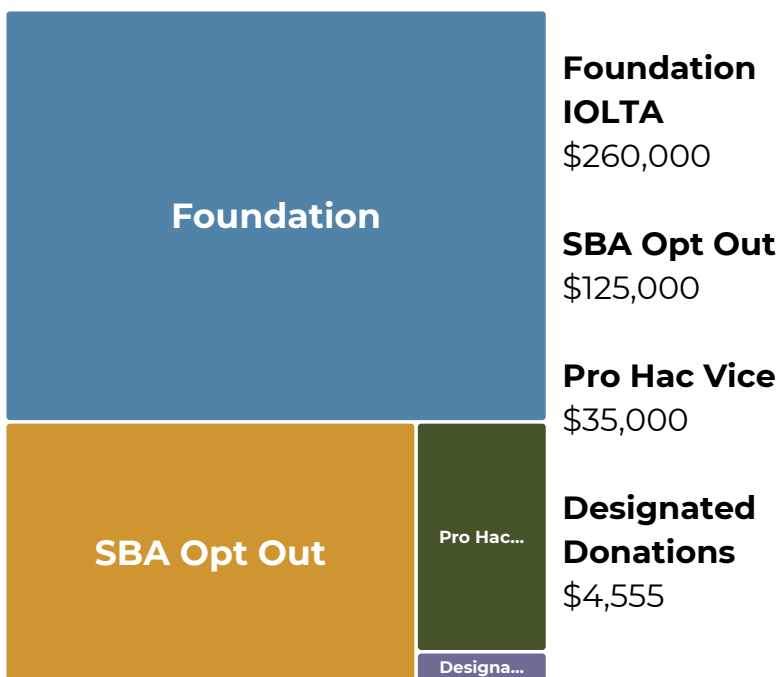 Foundation
SBA Opt Out
Pro Hac...
Designa...
Foundation
IOLTA
$260,000
SBA Opt Out
$125,000
Pro Hac Vice
$35,000
Designated
Donations
$4,555